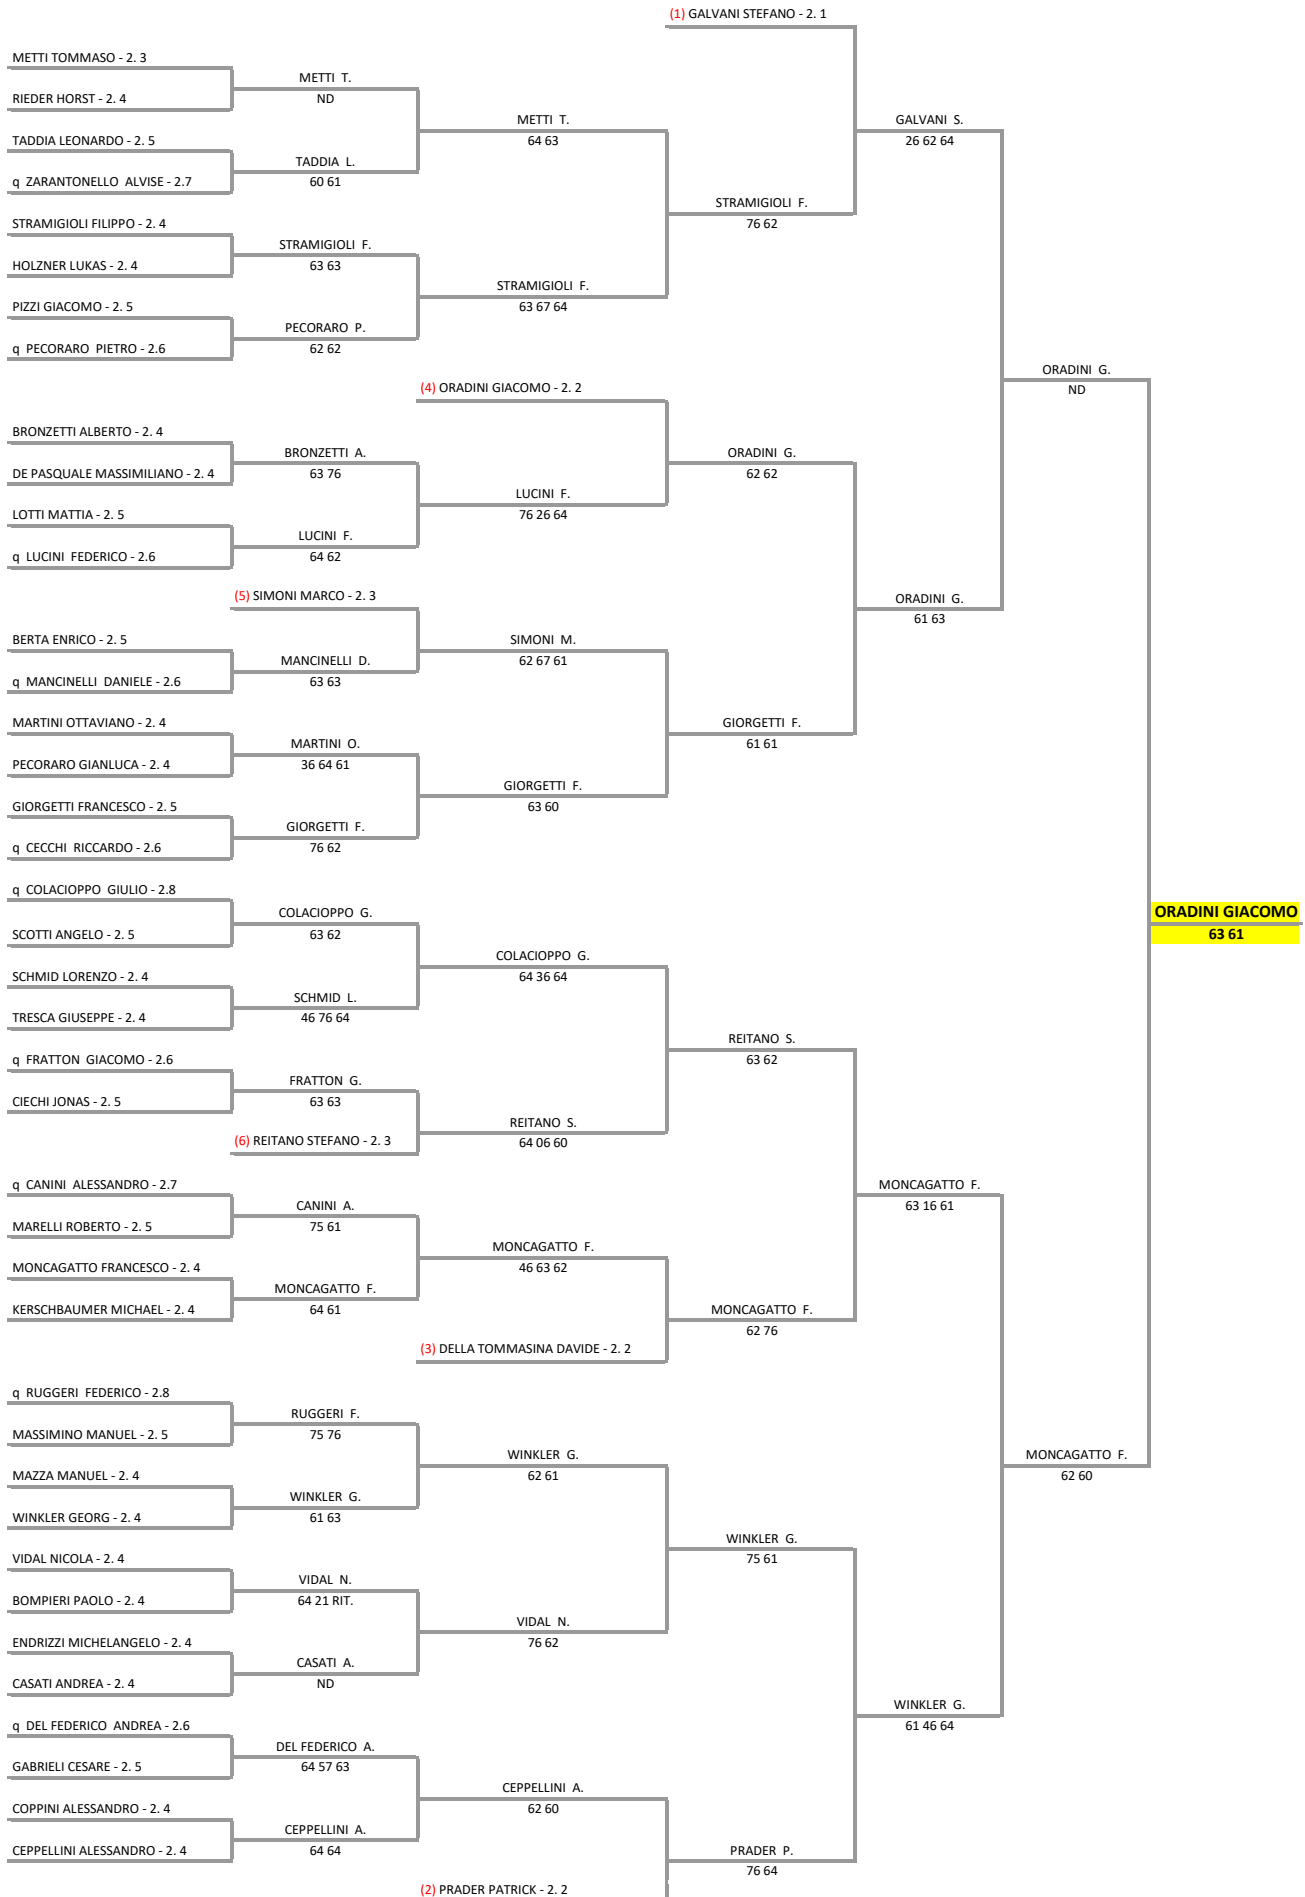 (1) GALVANI STEFANO - 2. 1
METTI TOMMASO - 2. 3
METTI T.
RIEDER HORST - 2. 4
ND
METTI T.
GALVANI S.
TADDIA LEONARDO - 2. 5
64 63
26 62 64
TADDIA L.
q ZARANTONELLO ALVISE - 2.7
60 61
STRAMIGIOLI F.
STRAMIGIOLI FILIPPO - 2. 4
76 62
STRAMIGIOLI F.
HOLZNER LUKAS - 2. 4
63 63
STRAMIGIOLI F.
PIZZI GIACOMO - 2. 5
63 67 64
PECORARO P.
q PECORARO PIETRO - 2.6
62 62
ORADINI G.
(4) ORADINI GIACOMO - 2. 2
ND
BRONZETTI ALBERTO - 2. 4
BRONZETTI A.
ORADINI G.
DE PASQUALE MASSIMILIANO - 2. 4
63 76
62 62
LUCINI F.
LOTTI MATTIA - 2. 5
76 26 64
LUCINI F.
q LUCINI FEDERICO - 2.6
64 62
(5) SIMONI MARCO - 2. 3
ORADINI G.
61 63
BERTA ENRICO - 2. 5
SIMONI M.
MANCINELLI D.
62 67 61
q MANCINELLI DANIELE - 2.6
63 63
MARTINI OTTAVIANO - 2. 4
GIORGETTI F.
MARTINI O.
61 61
PECORARO GIANLUCA - 2. 4
36 64 61
GIORGETTI F.
GIORGETTI FRANCESCO - 2. 5
63 60
GIORGETTI F.
q CECCHI RICCARDO - 2.6
76 62
q COLACIOPPO GIULIO - 2.8
COLACIOPPO G.
ORADINI GIACOMO
SCOTTI ANGELO - 2. 5
63 62
63 61
COLACIOPPO G.
SCHMID LORENZO - 2. 4
64 36 64
SCHMID L.
TRESCA GIUSEPPE - 2. 4
46 76 64
REITANO S.
q FRATTON GIACOMO - 2.6
63 62
FRATTON G.
CIECHI JONAS - 2. 5
63 63
REITANO S.
(6) REITANO STEFANO - 2. 3
64 06 60
q CANINI ALESSANDRO - 2.7
MONCAGATTO F.
CANINI A.
63 16 61
MARELLI ROBERTO - 2. 5
75 61
MONCAGATTO F.
MONCAGATTO FRANCESCO - 2. 4
46 63 62
MONCAGATTO F.
KERSCHBAUMER MICHAEL - 2. 4
64 61
MONCAGATTO F.
62 76
(3) DELLA TOMMASINA DAVIDE - 2. 2
q RUGGERI FEDERICO - 2.8
RUGGERI F.
MASSIMINO MANUEL - 2. 5
75 76
WINKLER G.
MONCAGATTO F.
MAZZA MANUEL - 2. 4
62 61
62 60
WINKLER G.
WINKLER GEORG - 2. 4
61 63
WINKLER G.
VIDAL NICOLA - 2. 4
75 61
VIDAL N.
BOMPIERI PAOLO - 2. 4
64 21 RIT.
VIDAL N.
ENDRIZZI MICHELANGELO - 2. 4
76 62
CASATI A.
CASATI ANDREA - 2. 4
ND
WINKLER G.
q DEL FEDERICO ANDREA - 2.6
61 46 64
DEL FEDERICO A.
GABRIELI CESARE - 2. 5
64 57 63
CEPPELLINI A.
COPPINI ALESSANDRO - 2. 4
62 60
CEPPELLINI A.
CEPPELLINI ALESSANDRO - 2. 4
64 64
PRADER P.
76 64
(2) PRADER PATRICK - 2. 2